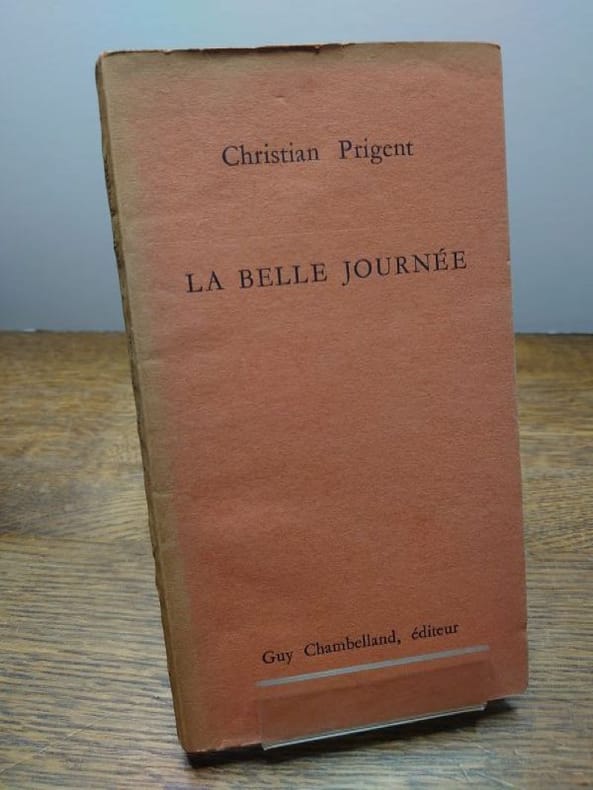 Christian Prigent
LA BELLE JOURNÉE
Guy Chambelland, éditeur